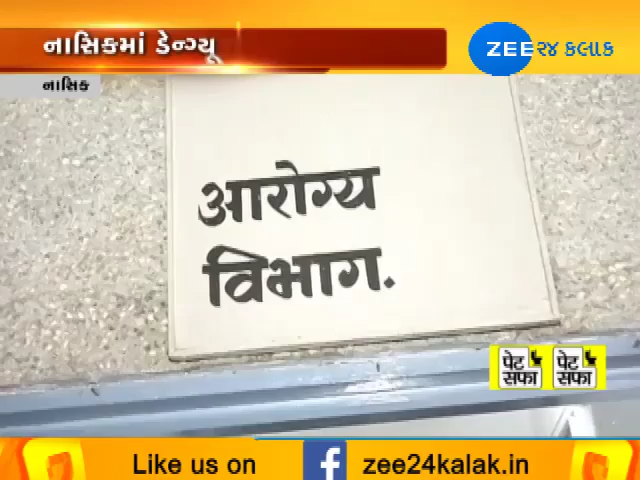 નાસિકમાં ડેન્ગ્યૂ
ZEE ૨૪ કલાક
નાસિક
आरोग्य
विभाग.
पेट
सफा
पेट
सफा
Like us on
zee24kalak.in